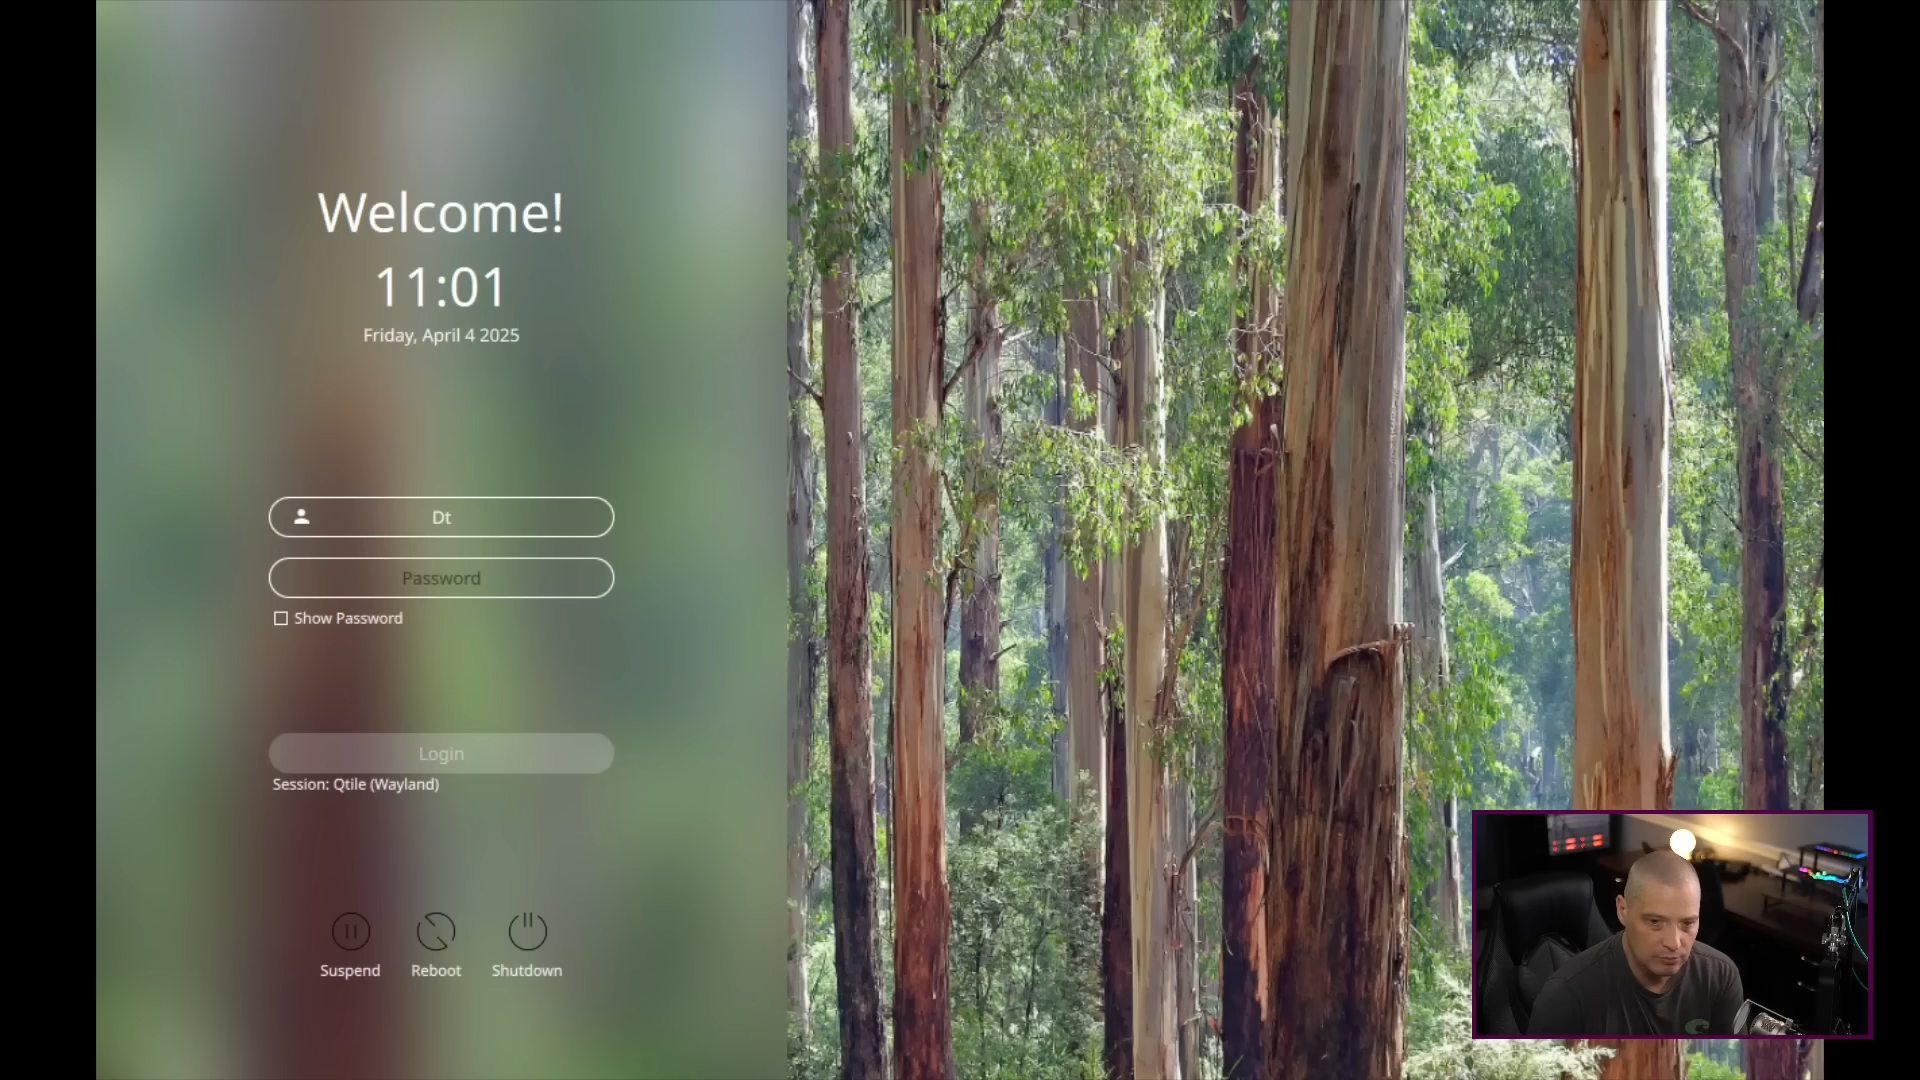 Welcome!
11:01
Friday, April 4 2025
Dt
Password
Show Password
Login
Session: Qtile (Wayland)
Suspend
Reboot
Shutdown